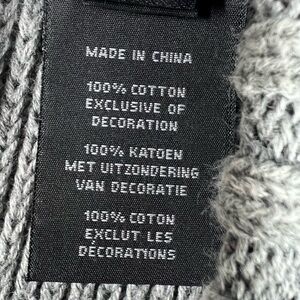 MADE IN CHINA
100% COTTON
EXCLUSIVE OF
DECORATION
100% KATOEN
MET UITZONDERING
VAN DECORATIE
100% COTON
EXCLUT LES
DÉCORATIONS